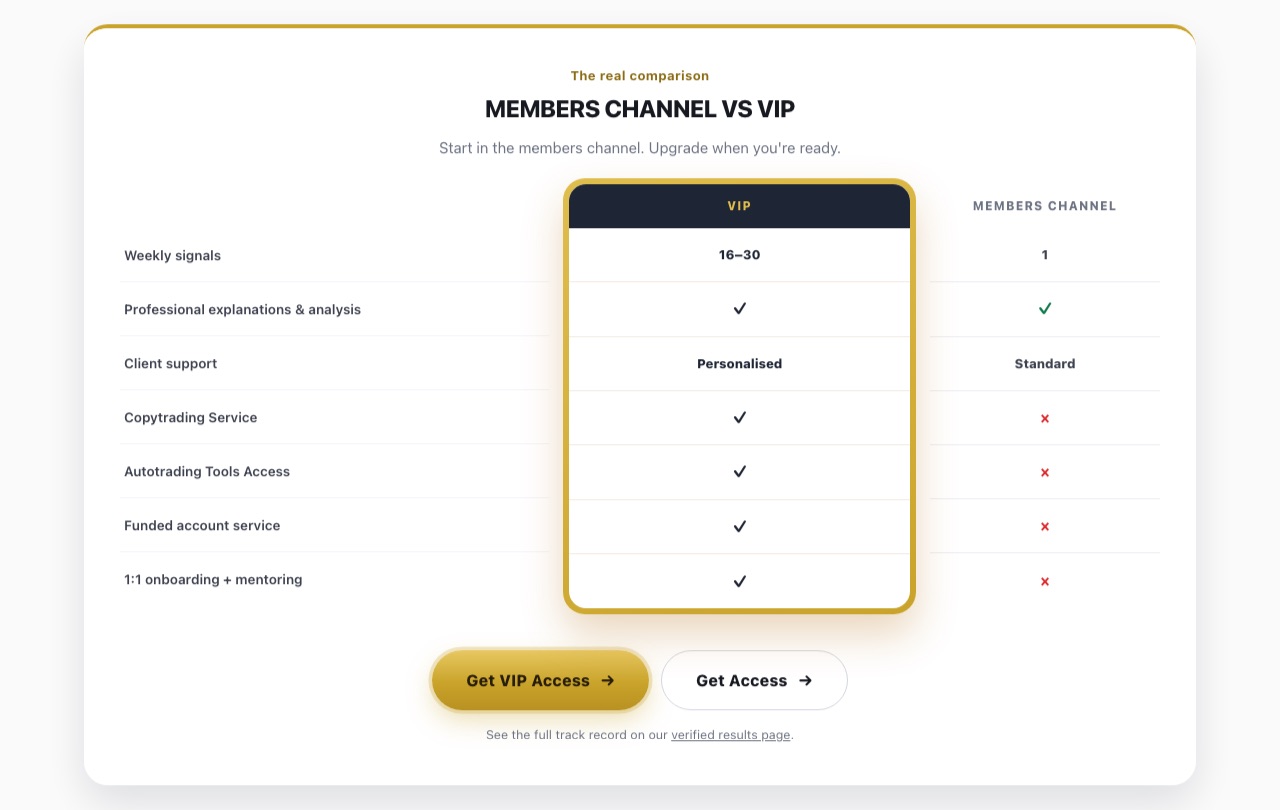 The real comparison
MEMBERS CHANNEL VS VIP
Start in the members channel. Upgrade when you're ready.
VIP MEMBERS CHANNEL
Weekly signals 16–30 1
Professional explanations & analysis ✓ ✓
Client support Personalised Standard
Copytrading Service ✓ ×
Autotrading Tools Access ✓ ×
Funded account service ✓ ×
1:1 onboarding + mentoring ✓ ×
Get VIP Access → Get Access →
See the full track record on our verified results page.